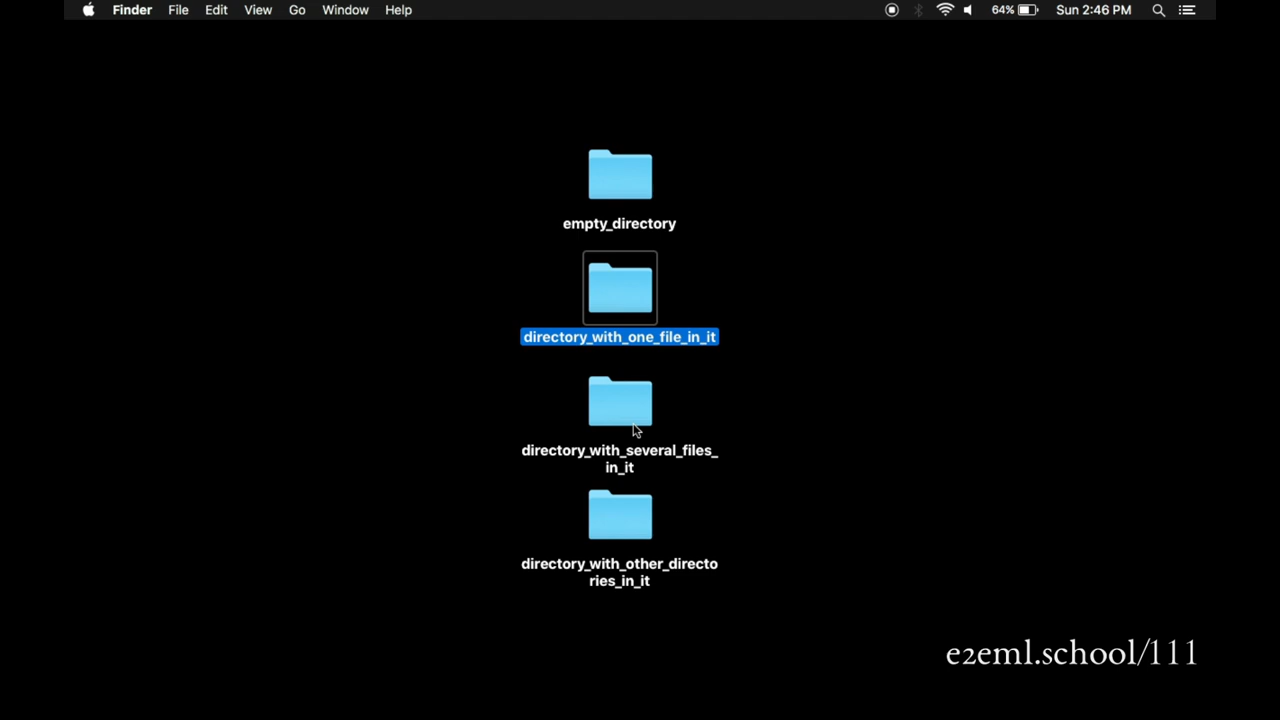 Finder File Edit View Go Window Help 64% Sun 2:46 PM
empty_directory
directory_with_one_file_in_it
directory_with_several_files_
in_it
directory_with_other_directo
ries_in_it
e2eml.school/111